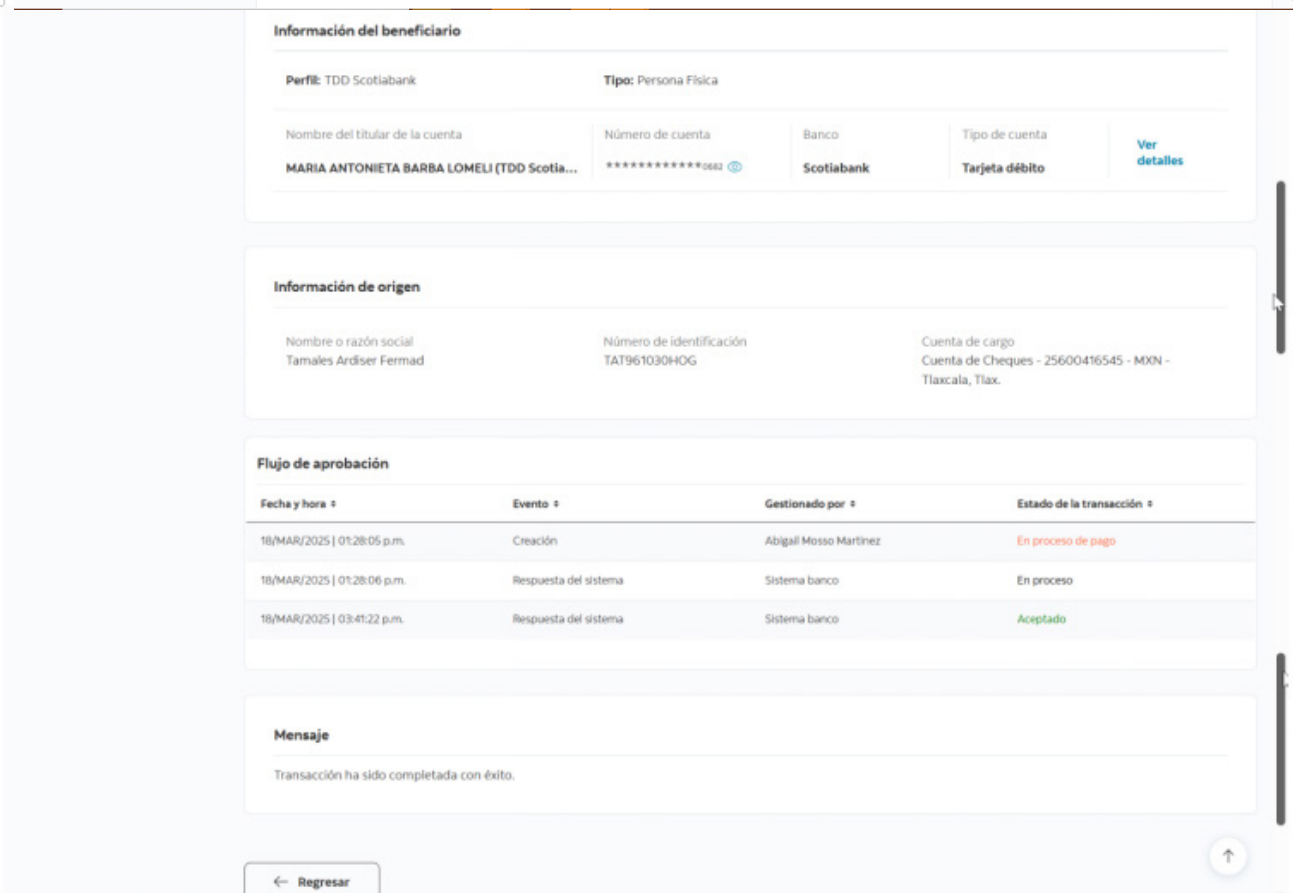 Información del beneficiario
Perfil: TDD Scotiabank Tipo: Persona Física
Nombre del titular de la cuenta Número de cuenta Banco Tipo de cuenta Ver detalles
MARIA ANTONIETA BARBA LOMELI (TDD Scotia... ************0682 Scotiabank Tarjeta débito
Información de origen
Nombre o razón social Número de identificación Cuenta de cargo
Tamales Ardiser Fermad TAT961030HOG Cuenta de Cheques - 25600416545 - MXN -
Tlaxcala, Tlax.
Flujo de aprobación
Fecha y hora Evento Gestionado por Estado de la transacción
18/MAR/2025 | 01:28:05 p.m. Creación Abigail Mosso Martinez En proceso de pago
18/MAR/2025 | 01:28:06 p.m. Respuesta del sistema Sistema banco En proceso
18/MAR/2025 | 03:41:22 p.m. Respuesta del sistema Sistema banco Aceptado
Mensaje
Transacción ha sido completada con éxito.
← Regresar